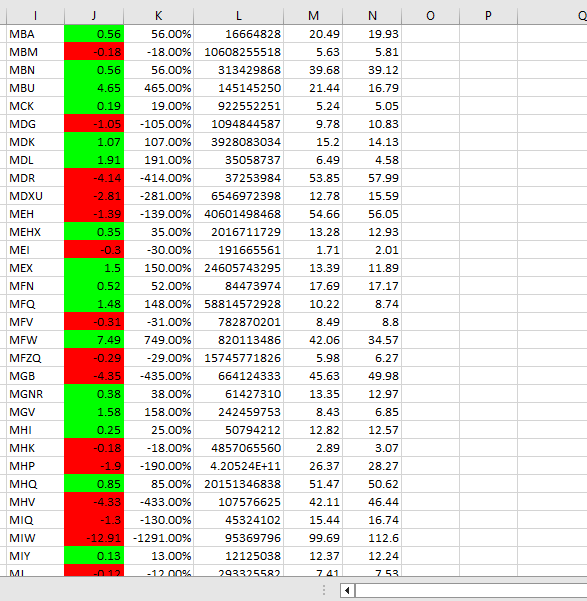 I J K L M N O P Q
MBA 0.56 56.00% 16664828 20.49 19.93
MBM -0.18 -18.00% 10608255518 5.63 5.81
MBN 0.56 56.00% 313429868 39.68 39.12
MBU 4.65 465.00% 145145250 21.44 16.79
MCK 0.19 19.00% 922552251 5.24 5.05
MDG -1.05 -105.00% 1094844587 9.78 10.83
MDK 1.07 107.00% 3928083034 15.2 14.13
MDL 1.91 191.00% 35058737 6.49 4.58
MDR -4.14 -414.00% 37253984 53.85 57.99
MDXU -2.81 -281.00% 6546972398 12.78 15.59
MEH -1.39 -139.00% 40601498468 54.66 56.05
MEHX 0.35 35.00% 2016711729 13.28 12.93
MEI -0.3 -30.00% 191665561 1.71 2.01
MEX 1.5 150.00% 24605743295 13.39 11.89
MFN 0.52 52.00% 84473974 17.69 17.17
MFQ 1.48 148.00% 58814572928 10.22 8.74
MFV -0.31 -31.00% 782870201 8.49 8.8
MFW 7.49 749.00% 820113486 42.06 34.57
MFZQ -0.29 -29.00% 15745771826 5.98 6.27
MGB -4.35 -435.00% 664124333 45.63 49.98
MGNR 0.38 38.00% 61427310 13.35 12.97
MGV 1.58 158.00% 242459753 8.43 6.85
MHI 0.25 25.00% 50794212 12.82 12.57
MHK -0.18 -18.00% 4857065560 2.89 3.07
MHP -1.9 -190.00% 4.20524E+11 26.37 28.27
MHQ 0.85 85.00% 20151346838 51.47 50.62
MHV -4.33 -433.00% 107576625 42.11 46.44
MIQ -1.3 -130.00% 45324102 15.44 16.74
MIW -12.91 -1291.00% 95369796 99.69 112.6
MIY 0.13 13.00% 12125038 12.37 12.24
-0.12 -12.00% 293325582 7.41 7.53